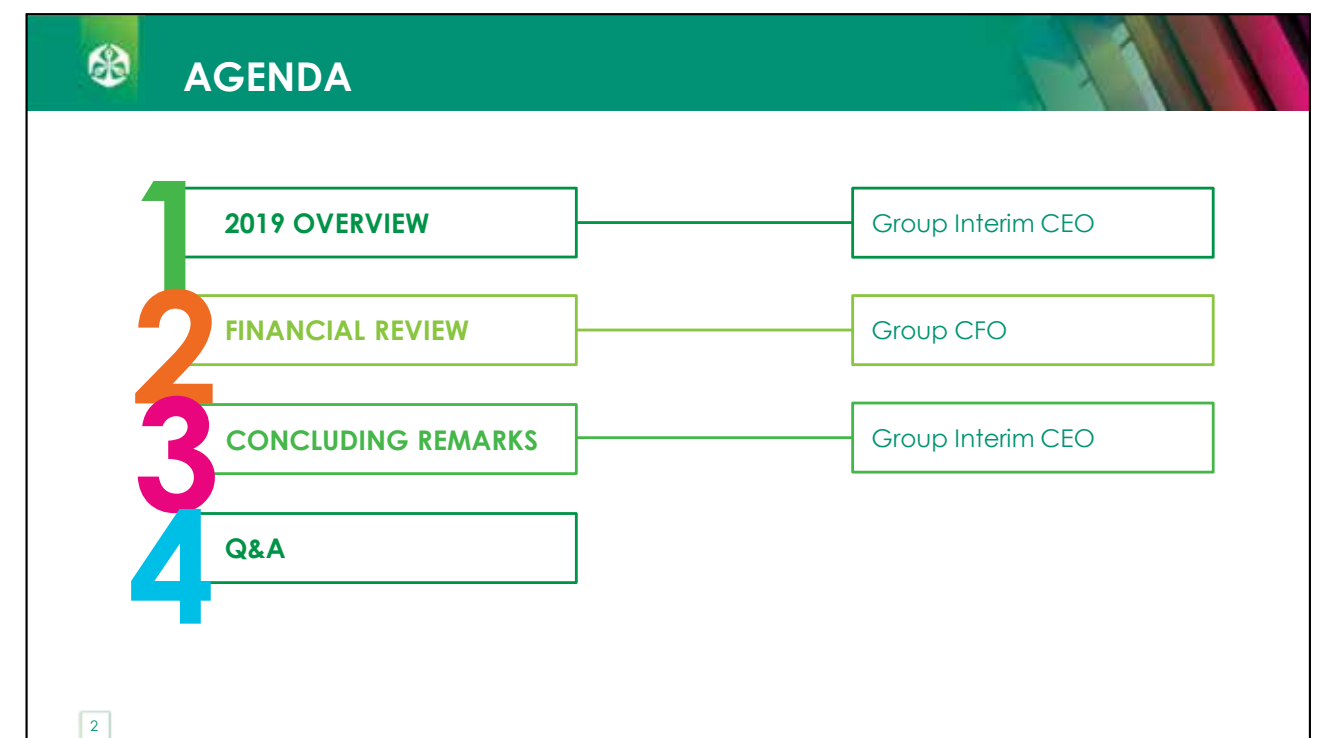 AGENDA
1
2019 OVERVIEW
Group Interim CEO
2
FINANCIAL REVIEW
Group CFO
3
CONCLUDING REMARKS
Group Interim CEO
4
Q&A
2